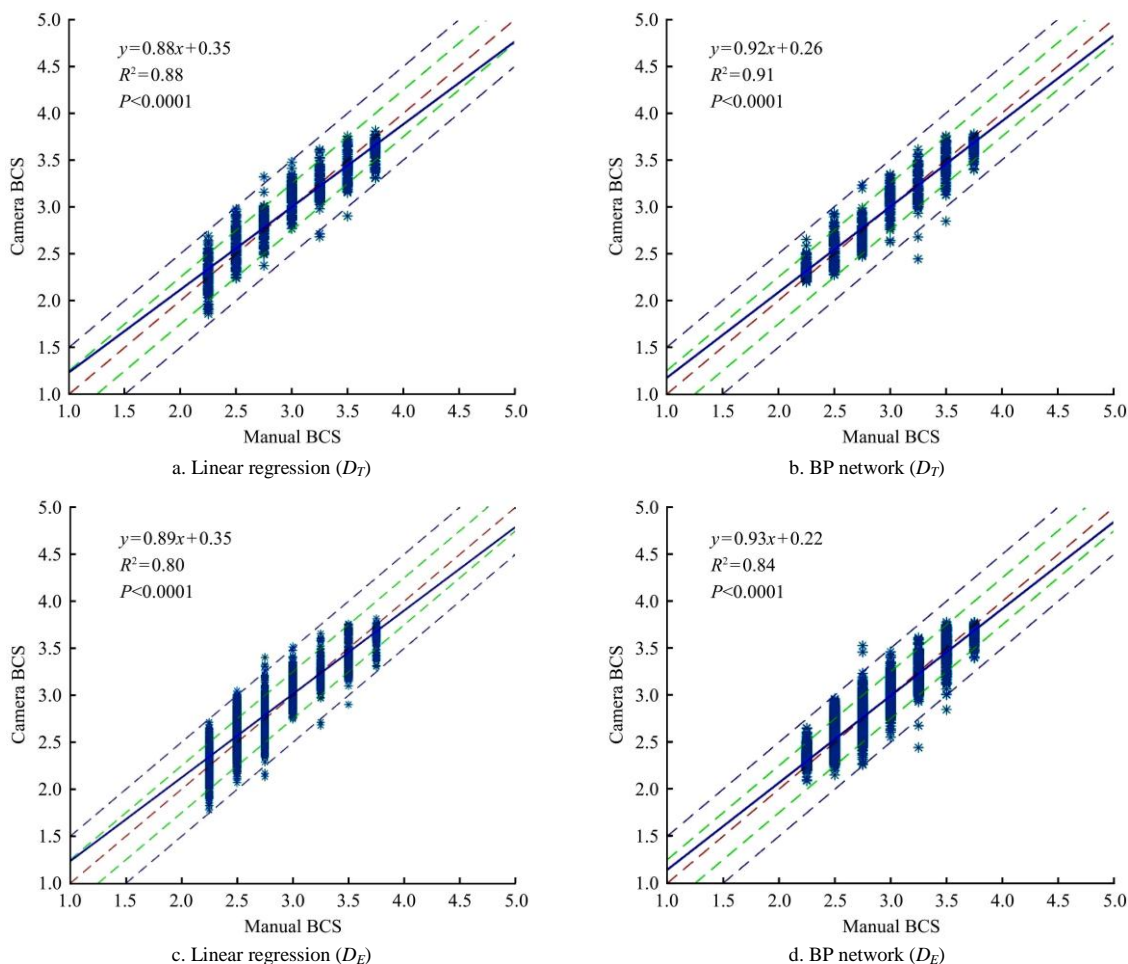 5.0
y=0.88x+0.35
4.5
R²=0.88
4.0
P<0.0001
3.5
Camera BCS
3.0
2.5
2.0
1.5
1.0
1.0 1.5 2.0 2.5 3.0 3.5 4.0 4.5 5.0
Manual BCS
a. Linear regression (D_T)
5.0
y=0.92x+0.26
4.5
R²=0.91
4.0
P<0.0001
3.5
Camera BCS
3.0
2.5
2.0
1.5
1.0
1.0 1.5 2.0 2.5 3.0 3.5 4.0 4.5 5.0
Manual BCS
b. BP network (D_T)
5.0
y=0.89x+0.35
4.5
R²=0.80
4.0
P<0.0001
3.5
Camera BCS
3.0
2.5
2.0
1.5
1.0
1.0 1.5 2.0 2.5 3.0 3.5 4.0 4.5 5.0
Manual BCS
c. Linear regression (D_E)
5.0
y=0.93x+0.22
4.5
R²=0.84
4.0
P<0.0001
3.5
Camera BCS
3.0
2.5
2.0
1.5
1.0
1.0 1.5 2.0 2.5 3.0 3.5 4.0 4.5 5.0
Manual BCS
d. BP network (D_E)